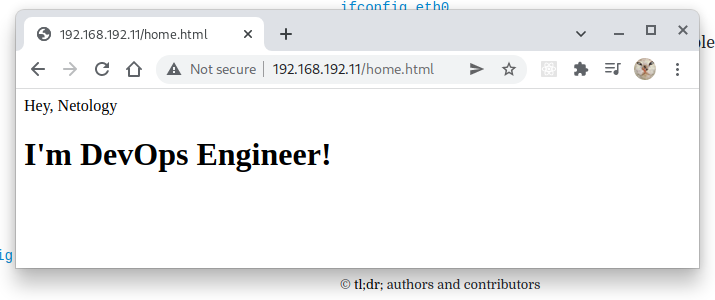 ifconfig eth0
192.168.192.11/home.html
ole
Not secure
192.168.192.11/home.html
Hey, Netology
I'm DevOps Engineer!
ig
© tl;dr; authors and contributors